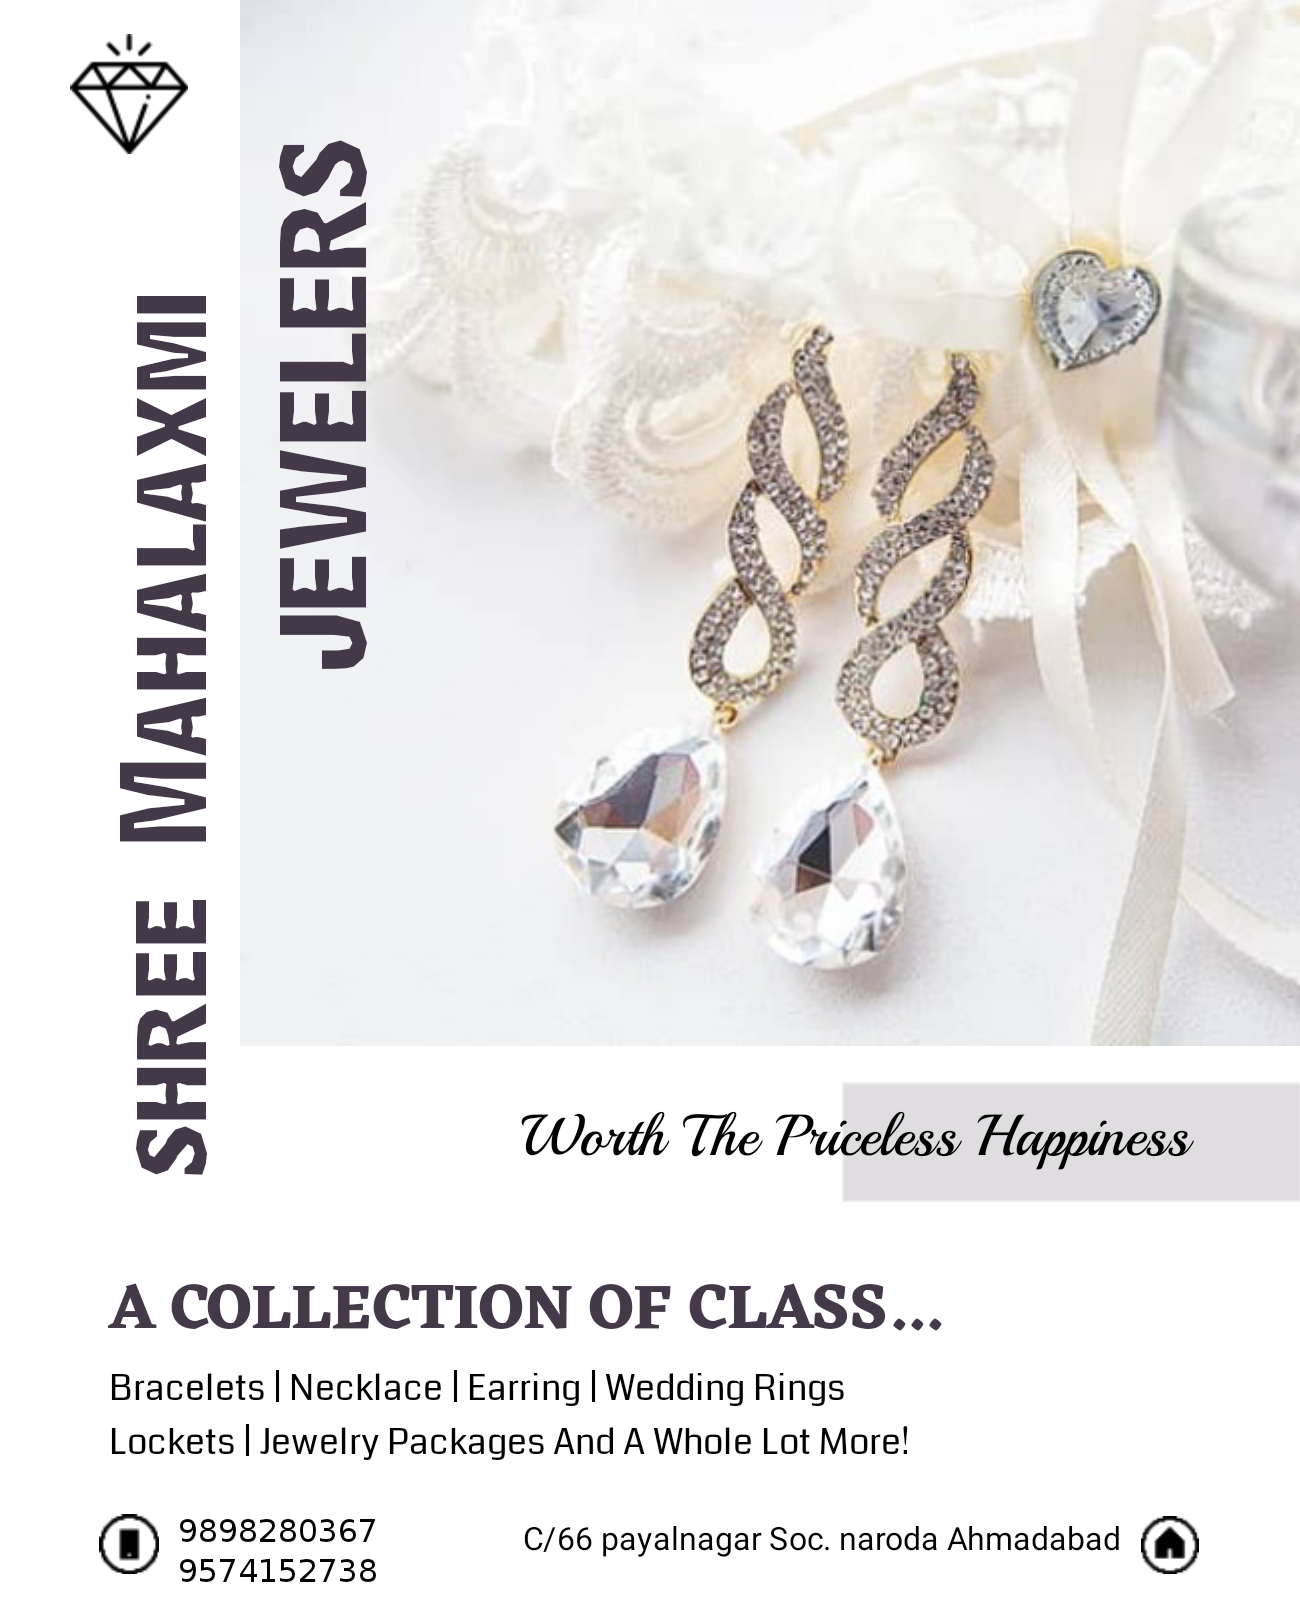 SHREE MAHALAXMI
JEWELERS
Worth The Priceless Happiness
A COLLECTION OF CLASS...
Bracelets | Necklace | Earring | Wedding Rings
Lockets | Jewelry Packages And A Whole Lot More!
9898280367
9574152738
C/66 payalnagar Soc. naroda Ahmadabad